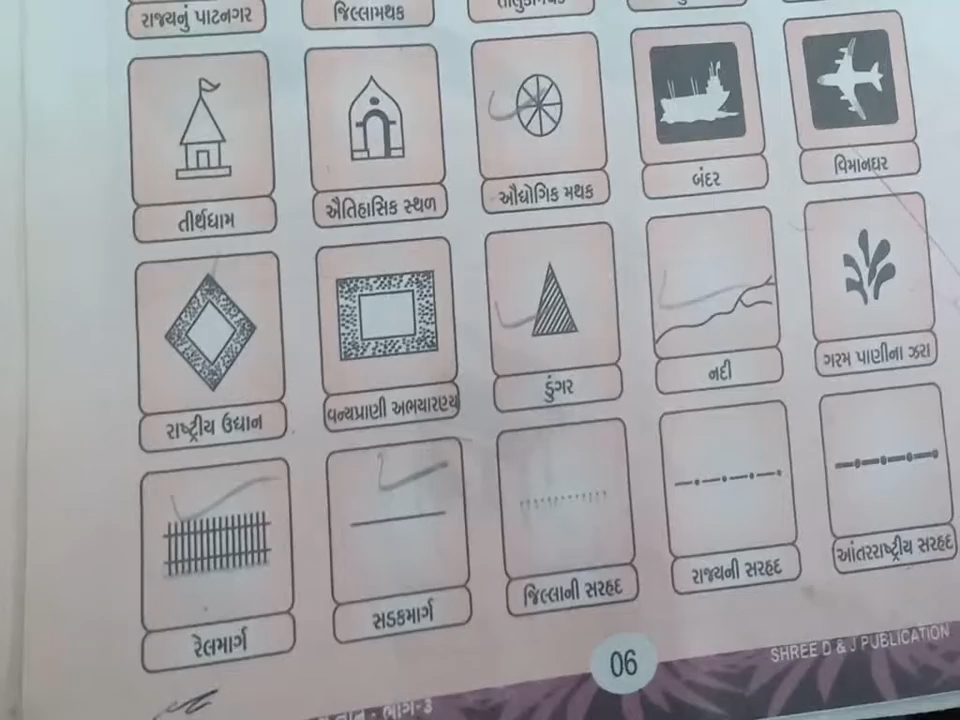 રાજ્યનું પાટનગર
જિલ્લામથક
તીર્થધામ
ઐતિહાસિક સ્થળ
ઔદ્યોગિક મથક
બંદર
વિમાનઘર
રાષ્ટ્રીય ઉદ્યાન
વન્યપ્રાણી અભયારણ્ય
ડુંગર
નદી
ગરમ પાણીના ઝરા
રેલમાર્ગ
સડકમાર્ગ
જિલ્લાની સરહદ
રાજ્યની સરહદ
આંતરરાષ્ટ્રીય સરહદ
ભાગ-૩
06
SHREE D & J PUBLICATION